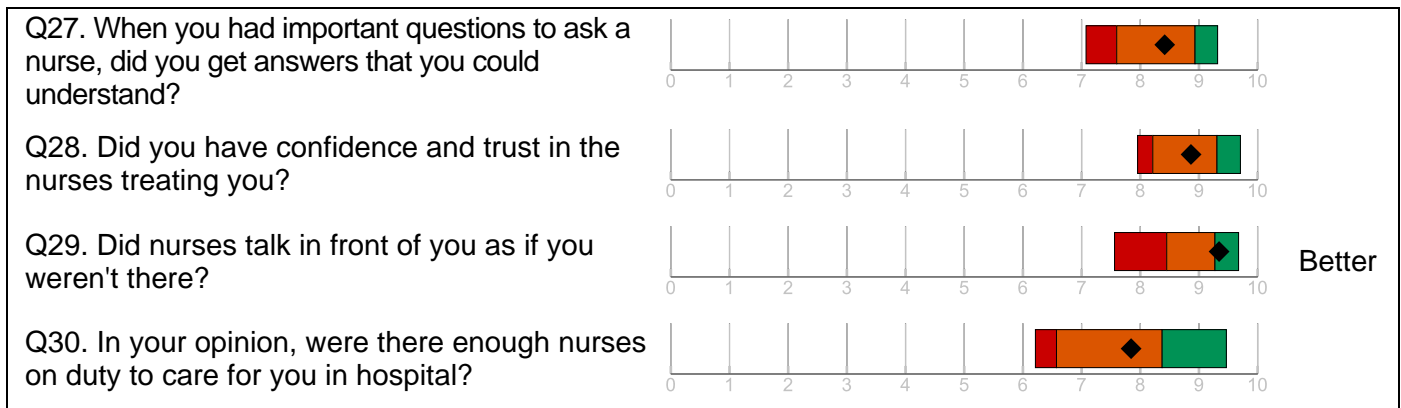 Q27. When you had important questions to ask a
nurse, did you get answers that you could
understand?
0 1 2 3 4 5 6 7 8 9 10
Q28. Did you have confidence and trust in the
nurses treating you?
0 1 2 3 4 5 6 7 8 9 10
Q29. Did nurses talk in front of you as if you
weren't there?
Better
0 1 2 3 4 5 6 7 8 9 10
Q30. In your opinion, were there enough nurses
on duty to care for you in hospital?
0 1 2 3 4 5 6 7 8 9 10